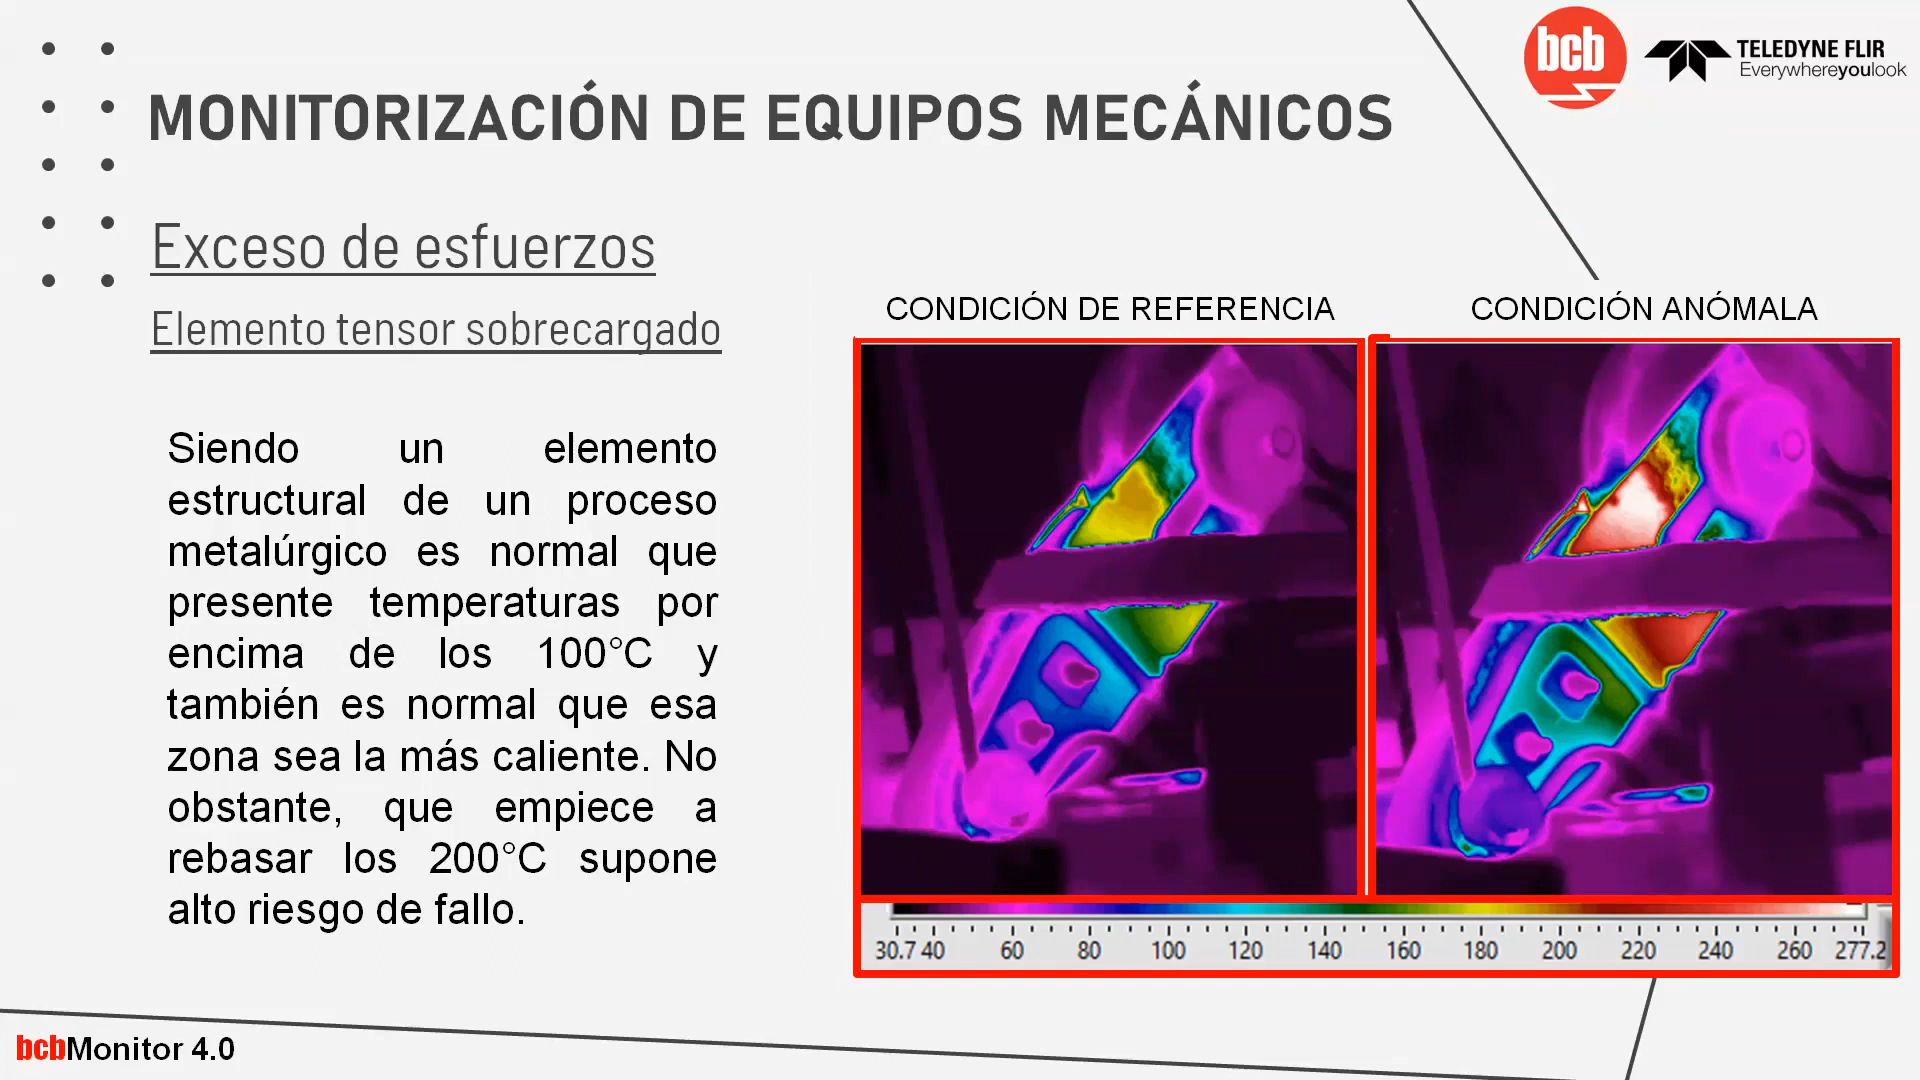 bcb
TELEDYNE FLIR
Everywhereyoulook
MONITORIZACIÓN DE EQUIPOS MECÁNICOS
Exceso de esfuerzos
Elemento tensor sobrecargado
Siendo un elemento
estructural de un proceso
metalúrgico es normal que
presente temperaturas por
encima de los 100°C y
también es normal que esa
zona sea la más caliente. No
obstante, que empiece a
rebasar los 200°C supone
alto riesgo de fallo.
CONDICIÓN DE REFERENCIA
CONDICIÓN ANÓMALA
30.7 40 60 80 100 120 140 160 180 200 220 240 260 277.2
bcbMonitor 4.0